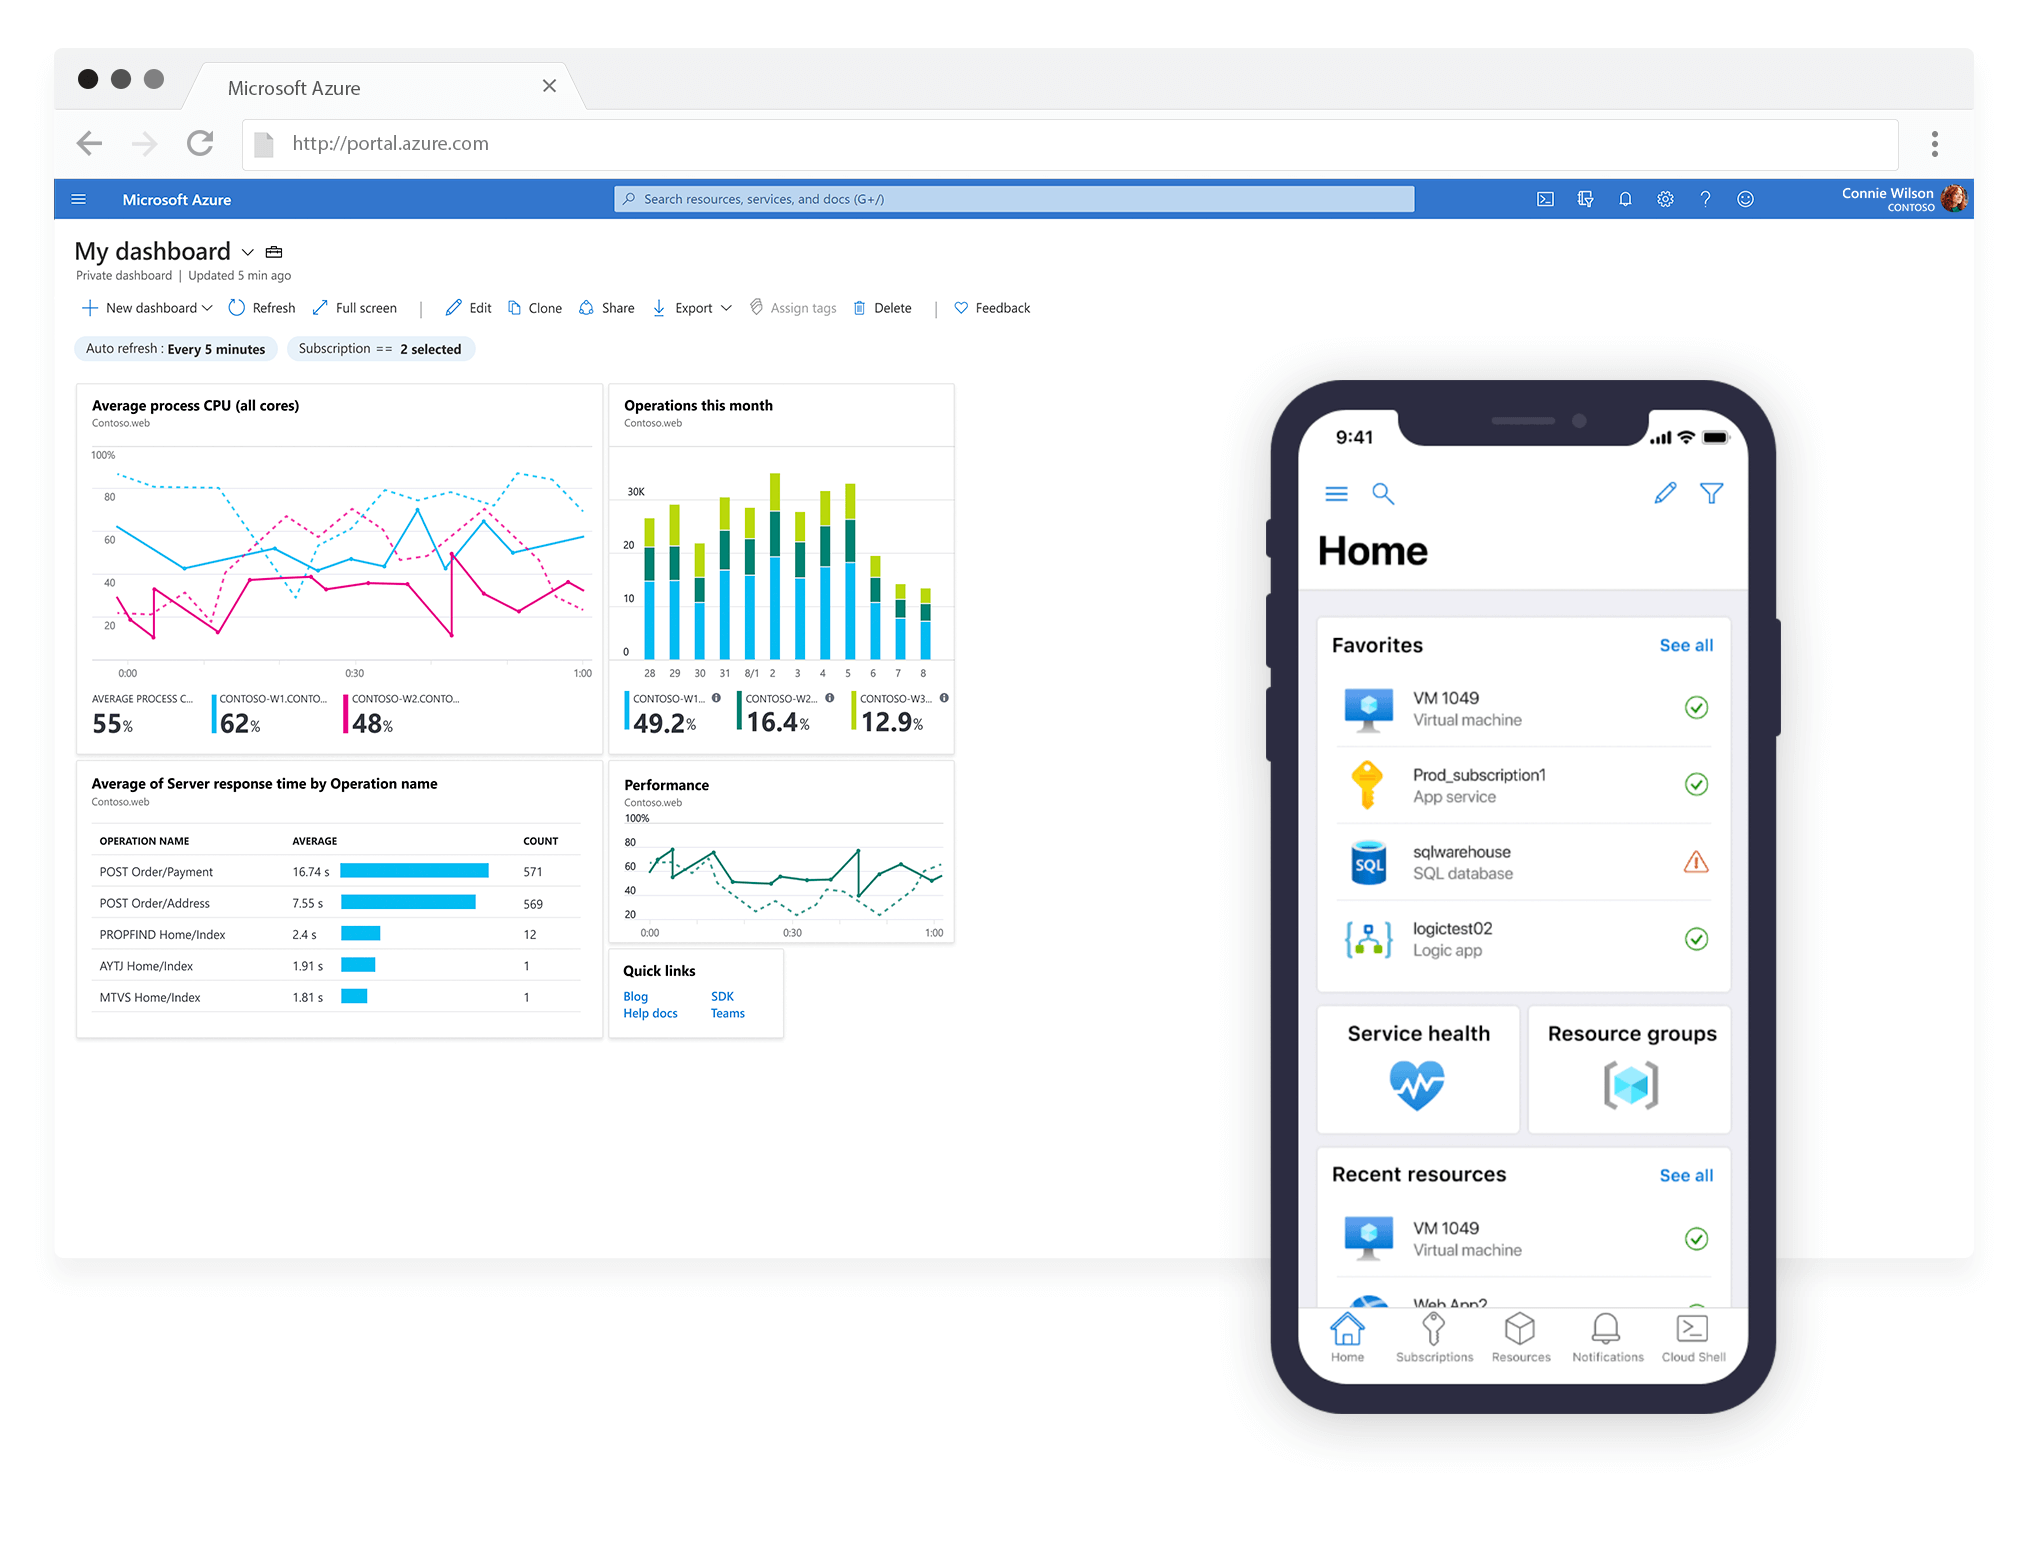 Microsoft Azure
http://portal.azure.com
Microsoft Azure
Search resources, services, and docs (G+/)
Connie Wilson
CONTOSO
My dashboard
Private dashboard | Updated 5 min ago
New dashboard Refresh Full screen | Edit Clone Share Export Assign tags Delete | Feedback
Auto refresh : Every 5 minutes
Subscription == 2 selected
Average process CPU (all cores)
Contoso.web
100%
80
60
40
20
0:00 0:30 1:00
AVERAGE PROCESS C... CONTOSO-W1.CONTO... CONTOSO-W2.CONTO...
55% 62% 48%
Operations this month
Contoso.web
30K
20
10
0
28 29 30 31 8/1 2 3 4 5 6 7 8
CONTOSO-W1... CONTOSO-W2... CONTOSO-W3...
49.2% 16.4% 12.9%
Average of Server response time by Operation name
Contoso.web
OPERATION NAME AVERAGE COUNT
POST Order/Payment 16.74 s 571
POST Order/Address 7.55 s 569
PROPFIND Home/Index 2.4 s 12
AYTJ Home/Index 1.91 s 1
MTVS Home/Index 1.81 s 1
Performance
Contoso.web
100%
80
60
40
20
0:00 0:30 1:00
Quick links
Blog SDK
Help docs Teams
9:41
Home
Favorites See all
VM 1049
Virtual machine
Prod_subscription1
App service
SQL
sqlwarehouse
SQL database
logictest02
Logic app
Service health Resource groups
Recent resources See all
VM 1049
Virtual machine
Web App2
Home Subscriptions Resources Notifications Cloud Shell